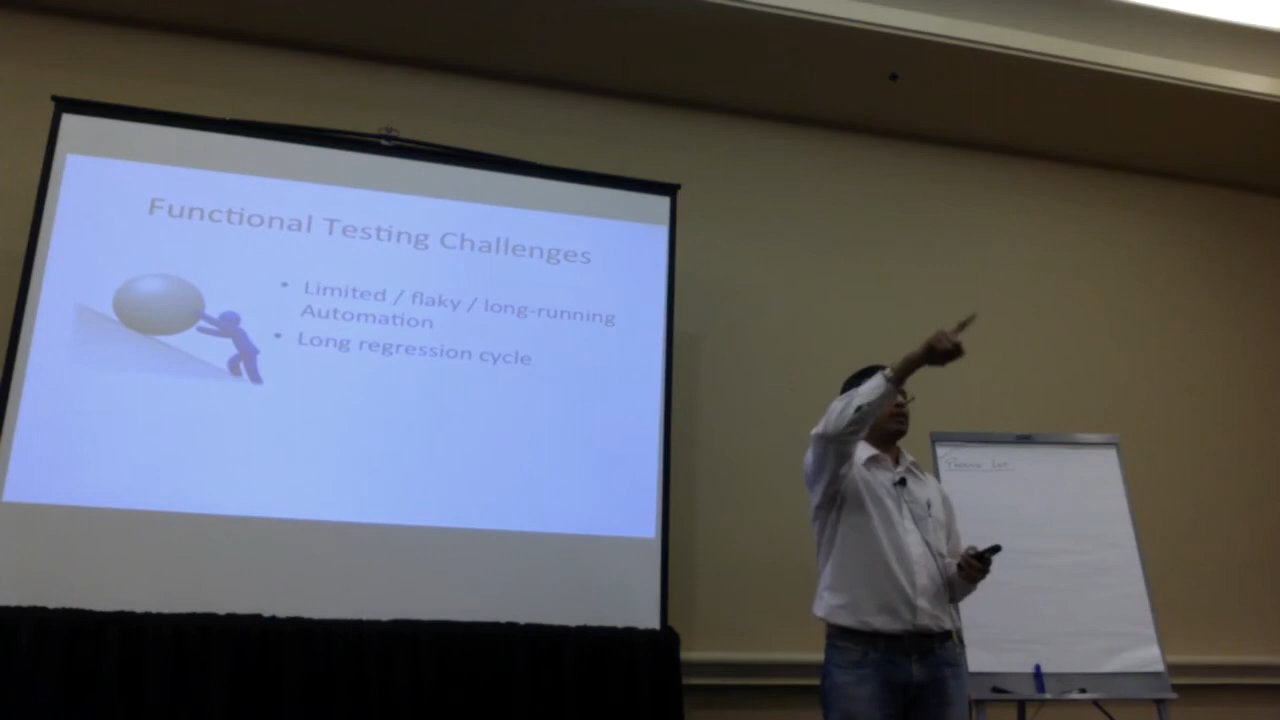 Functional Testing Challenges
• Limited / flaky / long-running
Automation
• Long regression cycle